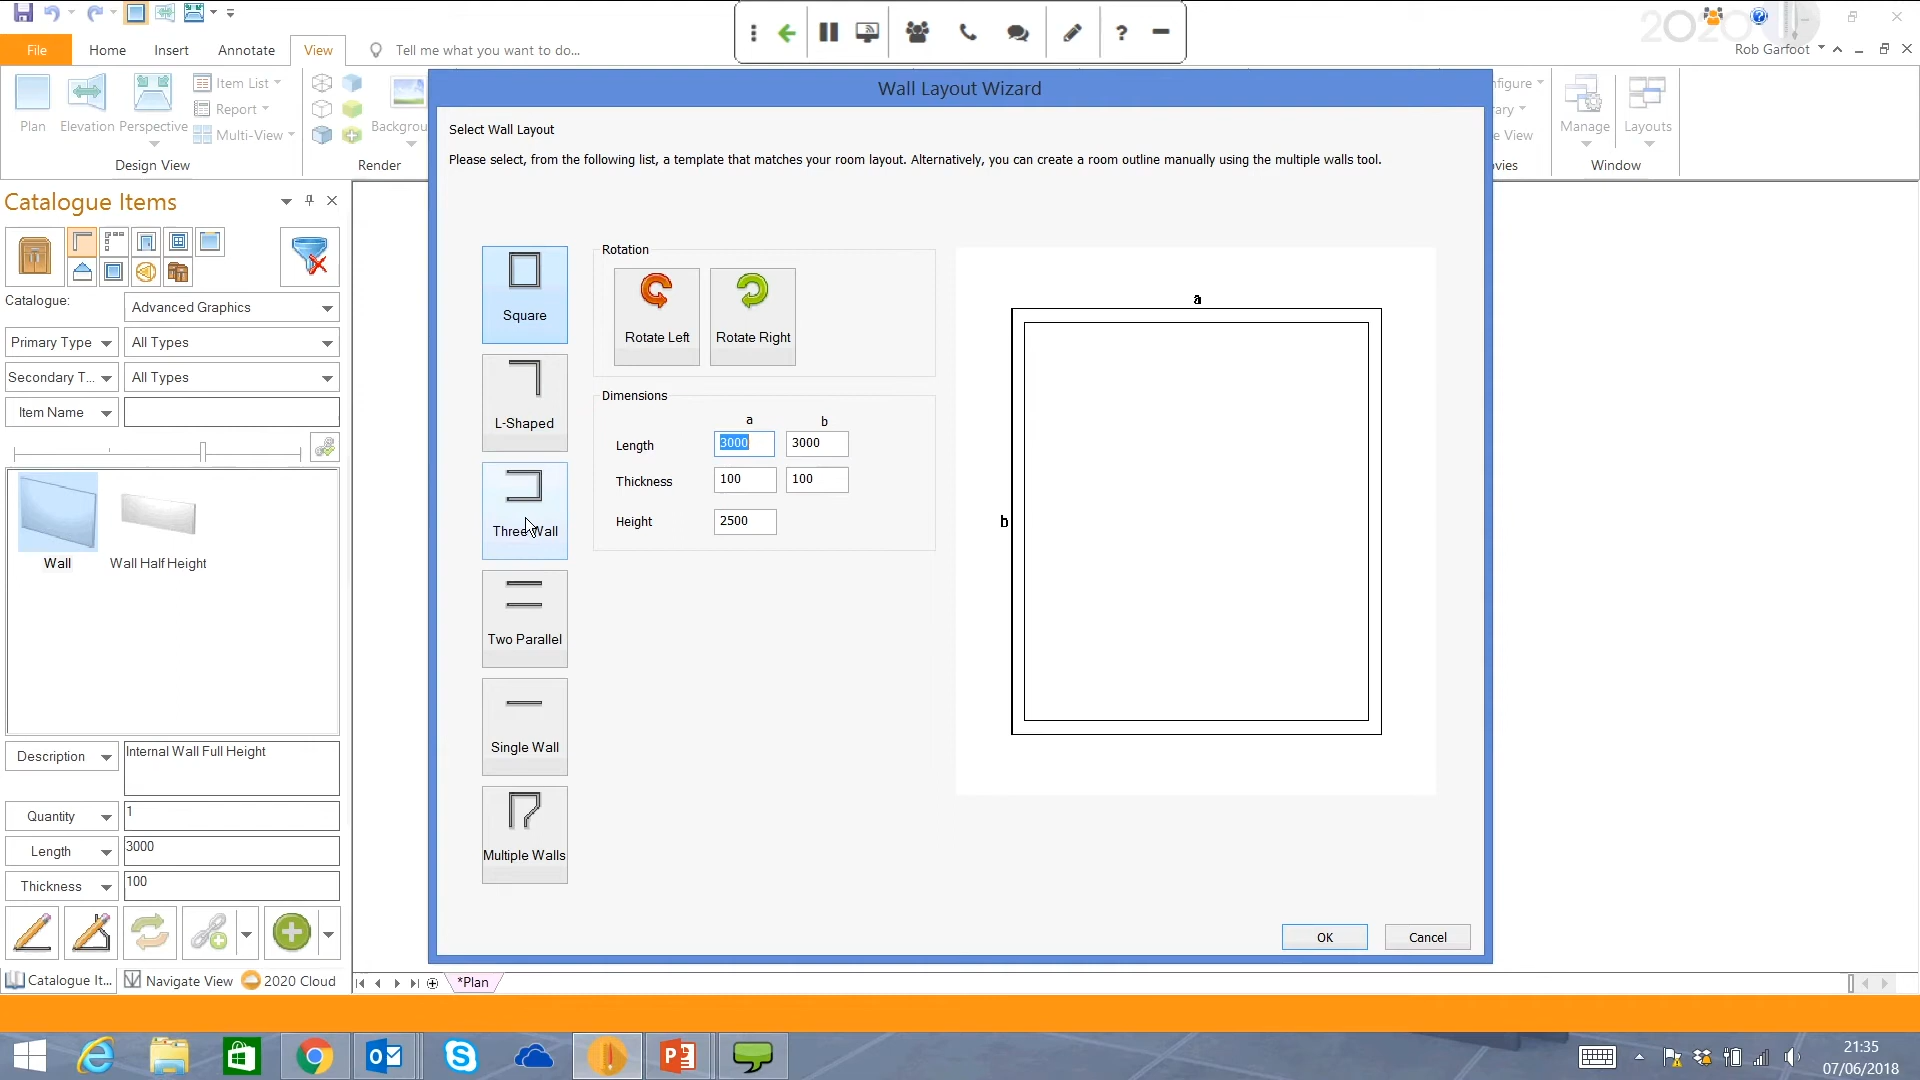 2020
File
Home
Insert
Annotate
View
Tell me what you want to do...
Rob Garfoot
Plan
Elevation
Perspective
Item List
Report
Multi-View
Design View
Backgrou
Render
nfigure
rary
e View
ovies
Manage
Layouts
Window
Wall Layout Wizard
Select Wall Layout
Please select, from the following list, a template that matches your room layout. Alternatively, you can create a room outline manually using the multiple walls tool.
Square
L-Shaped
Three Wall
Two Parallel
Single Wall
Multiple Walls
Rotation
Rotate Left
Rotate Right
Dimensions
a b
Length 3000 3000
Thickness 100 100
Height 2500
a
b
OK
Cancel
Catalogue Items
Catalogue: Advanced Graphics
Primary Type All Types
Secondary T... All Types
Item Name
Wall
Wall Half Height
Description Internal Wall Full Height
Quantity 1
Length 3000
Thickness 100
Catalogue It...
Navigate View
2020 Cloud
*Plan
21:35
07/06/2018